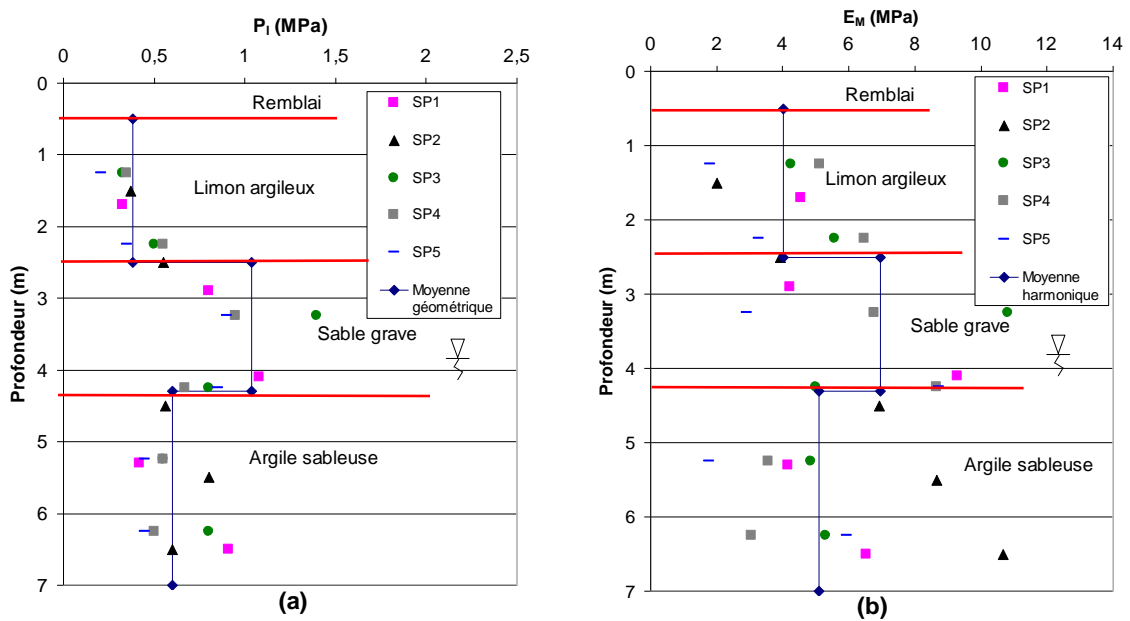 P_l (MPa)
0 0,5 1 1,5 2 2,5
Profondeur (m)
0
1
2
3
4
5
6
7
Remblai
Limon argileux
Sable grave
Argile sableuse
SP1
SP2
SP3
SP4
SP5
Moyenne
géométrique
(a)
E_M (MPa)
0 2 4 6 8 10 12 14
Profondeur (m)
0
1
2
3
4
5
6
7
Remblai
Limon argileux
Sable grave
Argile sableuse
SP1
SP2
SP3
SP4
SP5
Moyenne
harmonique
(b)